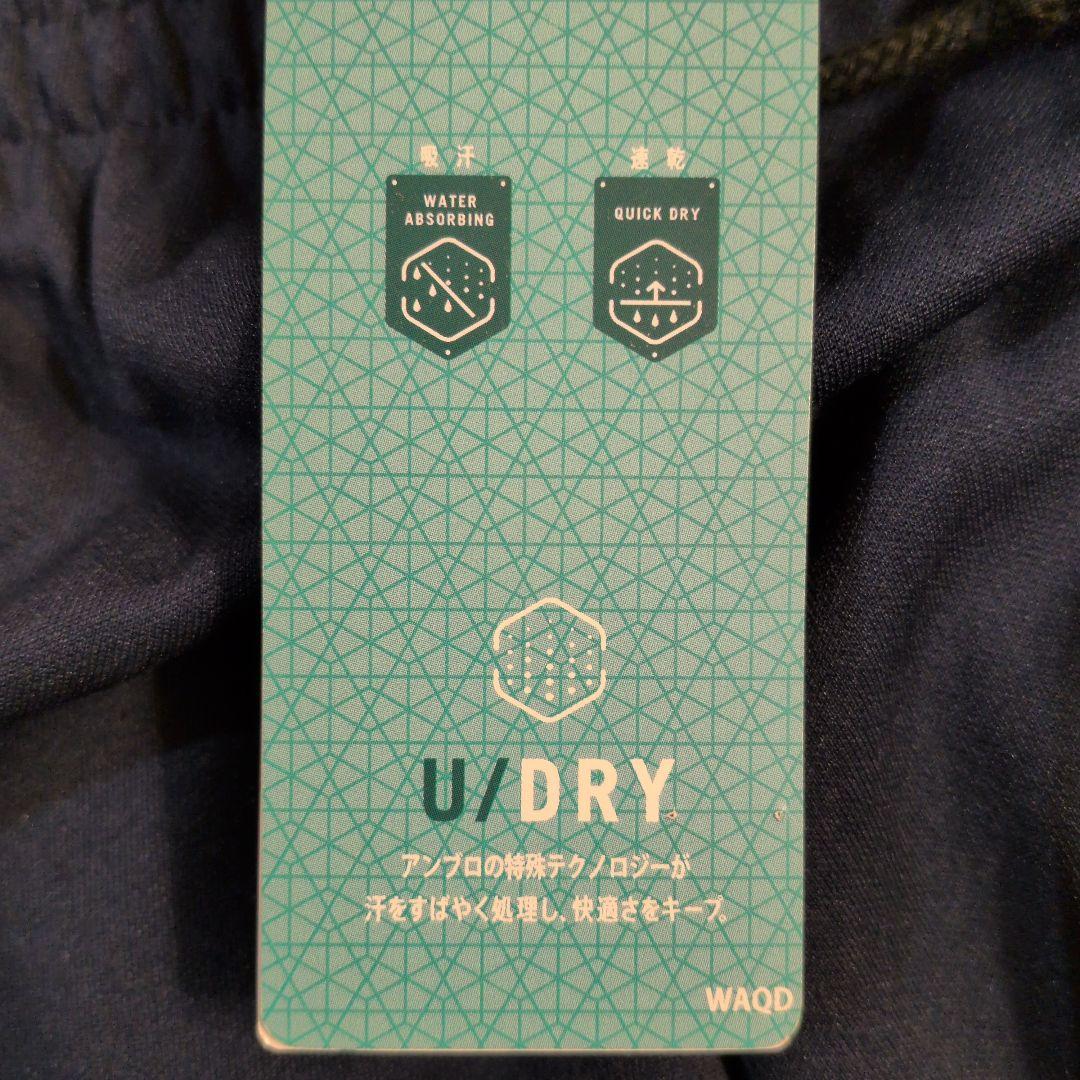 吸汗 速乾
WATER
ABSORBING
QUICK DRY
U/DRY
アンブロの特殊テクノロジーが
汗をすばやく処理し、快適さをキープ。
WAQD